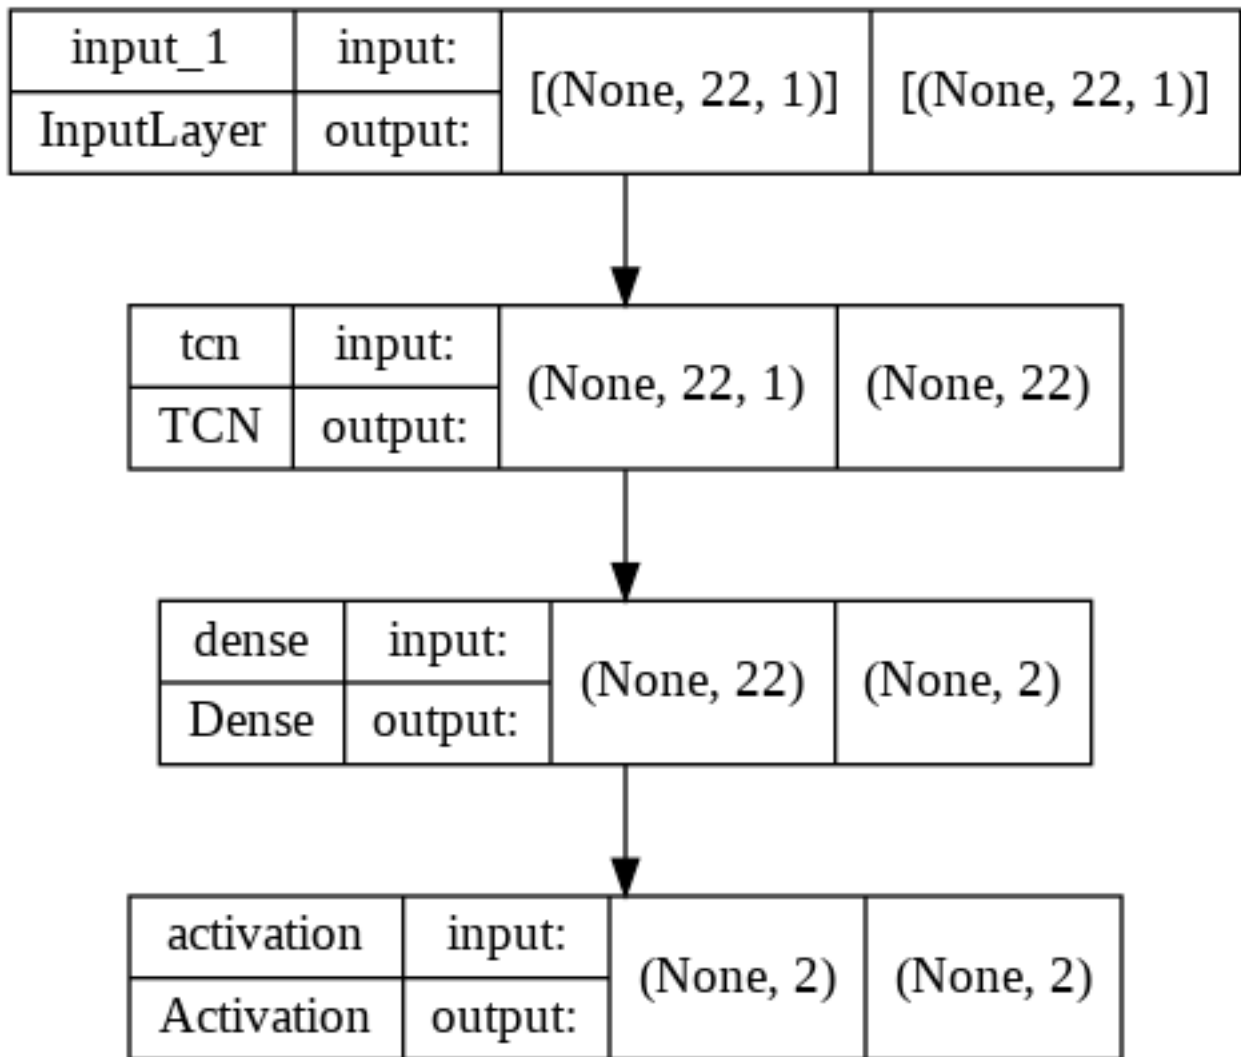 input_1
input:
[(None, 22, 1)]
[(None, 22, 1)]
InputLayer
output:
tcn
input:
(None, 22, 1)
(None, 22)
TCN
output:
dense
input:
(None, 22)
(None, 2)
Dense
output:
activation
input:
(None, 2)
(None, 2)
Activation
output: